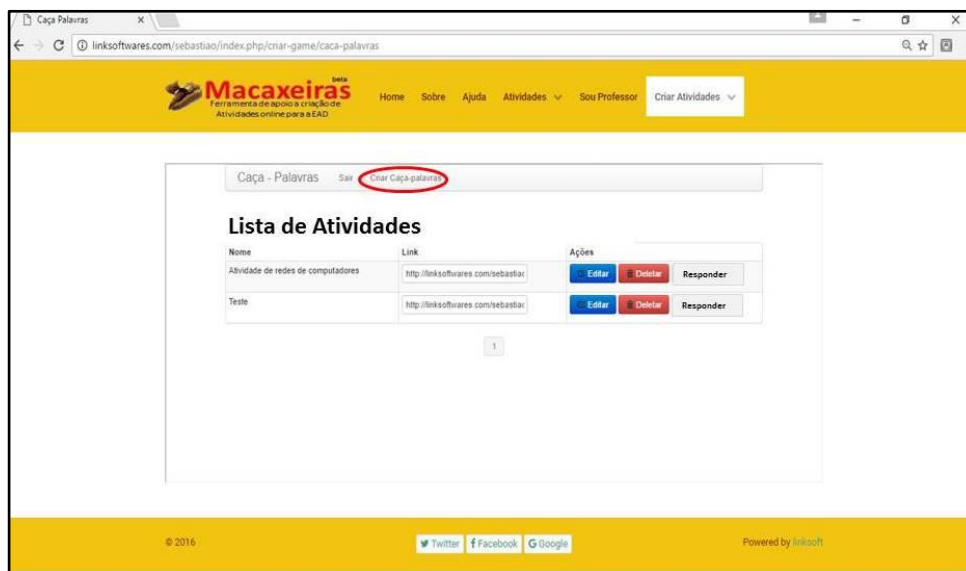 Caça Palavras
linksoftwares.com/sebastiao/index.php/criar-game/caca-palavras
beta
Macaxeiras
Ferramenta de apoio a criação de
Atividades online para a EAD
Home Sobre Ajuda Atividades Sou Professor Criar Atividades
Caça - Palavras Sair Criar Caça-palavras
Lista de Atividades
Nome Link Ações
Atividade de redes de computadores http://linksoftwares.com/sebastiac Editar Deletar Responder
Teste http://linksoftwares.com/sebastiac Editar Deletar Responder
1
© 2016 Twitter Facebook Google Powered by linksoft